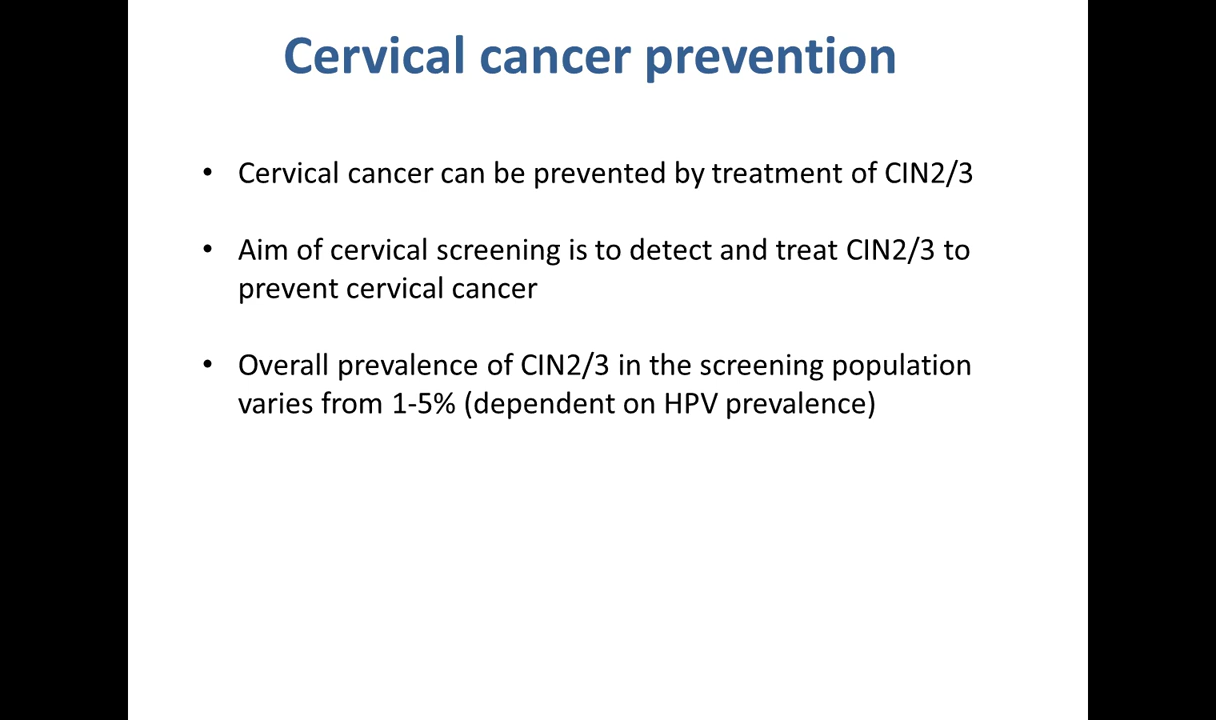 Cervical cancer prevention
• Cervical cancer can be prevented by treatment of CIN2/3
• Aim of cervical screening is to detect and treat CIN2/3 to
prevent cervical cancer
• Overall prevalence of CIN2/3 in the screening population
varies from 1-5% (dependent on HPV prevalence)